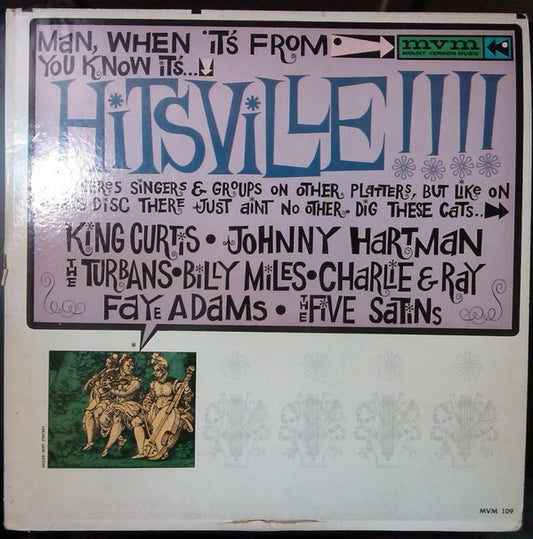 MAN, WHEN IT'S FROM
mvm
MOUNT VERNON MUSIC
YOU KNOW IT'S...
HITSVILLE!!!!
SINGERS & GROUPS ON OTHER PLATTERS, BUT LIKE ON
DISC THERE JUST AINT NO OTHER. DIG THESE CATS..
KING CURTIS • JOHNNY HARTMAN
THE TURBANS • BILLY MILES • CHARLIE & RAY
FAYE ADAMS • THE FIVE SATINS
*
MVM 109